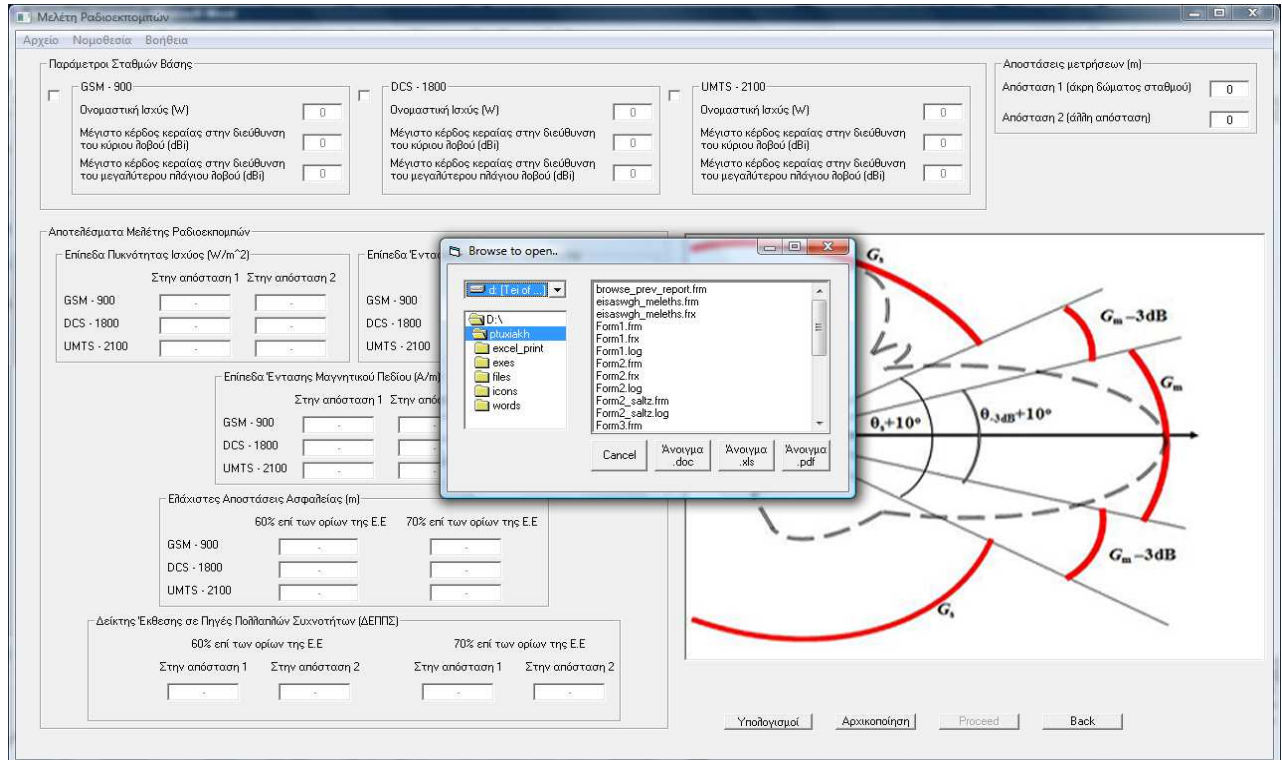 Μελέτη Ραδιοεκπομπών
Αρχείο Νομοθεσία Βοήθεια
Παράμετροι Σταθμών Βάσης
GSM - 900
Ονομαστική Ισχύς (W) 0
Μέγιστο κέρδος κεραίας στην διεύθυνση
του κύριου λοβού (dBi) 0
Μέγιστο κέρδος κεραίας στην διεύθυνση
του μεγαλύτερου πλάγιου λοβού (dBi) 0
DCS - 1800
Ονομαστική Ισχύς (W) 0
Μέγιστο κέρδος κεραίας στην διεύθυνση
του κύριου λοβού (dBi) 0
Μέγιστο κέρδος κεραίας στην διεύθυνση
του μεγαλύτερου πλάγιου λοβού (dBi) 0
UMTS - 2100
Ονομαστική Ισχύς (W) 0
Μέγιστο κέρδος κεραίας στην διεύθυνση
του κύριου λοβού (dBi) 0
Μέγιστο κέρδος κεραίας στην διεύθυνση
του μεγαλύτερου πλάγιου λοβού (dBi) 0
Αποστάσεις μετρήσεων (m)
Απόσταση 1 (άκρη δώματος σταθμού) 0
Απόσταση 2 (άλλη απόσταση) 0
Αποτελέσματα Μελέτης Ραδιοεκπομπών
Επίπεδα Πυκνότητας Ισχύος (W/m^2)
Στην απόσταση 1 Στην απόσταση 2
GSM - 900 - -
DCS - 1800 - -
UMTS - 2100 - -
Επίπεδα Έντασ
GSM - 900
DCS - 1800
UMTS - 2100
Επίπεδα Έντασης Μαγνητικού Πεδίου (A/m)
Στην απόσταση 1 Στην από
GSM - 900 -
DCS - 1800 -
UMTS - 2100 - -
Ελάχιστες Αποστάσεις Ασφαλείας (m)
60% επί των ορίων της Ε.Ε 70% επί των ορίων της Ε.Ε
GSM - 900 - -
DCS - 1800 - -
UMTS - 2100 - -
Δείκτης Έκθεσης σε Πηγές Πολλαπλών Συχνοτήτων (ΔΕΠΠΣ)
60% επί των ορίων της Ε.Ε 70% επί των ορίων της Ε.Ε
Στην απόσταση 1 Στην απόσταση 2 Στην απόσταση 1 Στην απόσταση 2
- - - -
Browse to open..
d: [Tei of ...]
D:\
ptuxiakh
excel_print
exes
files
icons
words
browse_prev_report.frm
eisaswgh_meleths.frm
eisaswgh_meleths.frx
Form1.frm
Form1.frx
Form1.log
Form2.frm
Form2.frx
Form2.log
Form2_saltz.frm
Form2_saltz.log
Form3.frm
Cancel
Άνοιγμα
.doc
Άνοιγμα
.xls
Άνοιγμα
.pdf
Gs
Gm–3dB
Gm
θs+10°
θ-3dB+10°
Gm–3dB
Gs
Υπολογισμοί Αρχικοποίηση Proceed Back